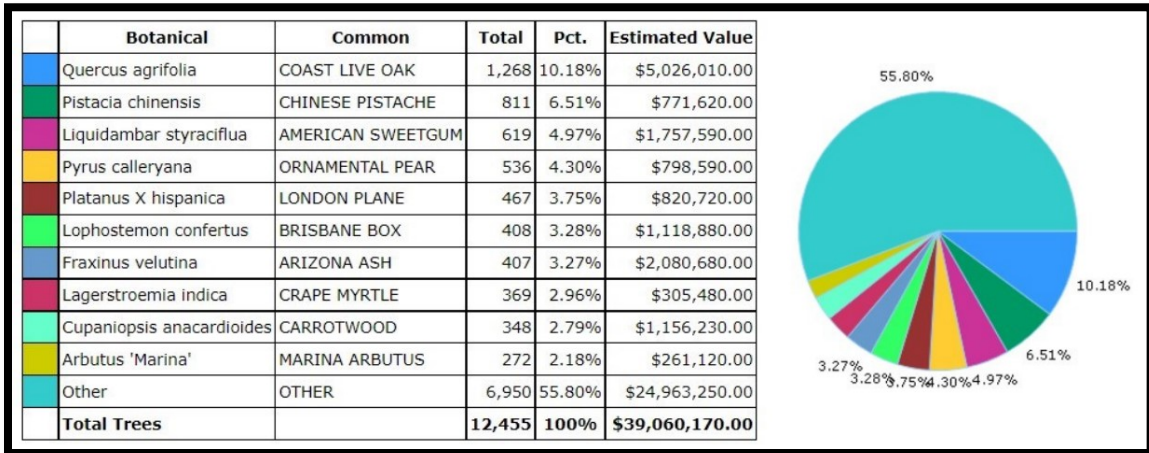 Botanical Common Total Pct. Estimated Value
Quercus agrifolia COAST LIVE OAK 1,268 10.18% $5,026,010.00
Pistacia chinensis CHINESE PISTACHE 811 6.51% $771,620.00
Liquidambar styraciflua AMERICAN SWEETGUM 619 4.97% $1,757,590.00
Pyrus calleryana ORNAMENTAL PEAR 536 4.30% $798,590.00
Platanus X hispanica LONDON PLANE 467 3.75% $820,720.00
Lophostemon confertus BRISBANE BOX 408 3.28% $1,118,880.00
Fraxinus velutina ARIZONA ASH 407 3.27% $2,080,680.00
Lagerstroemia indica CRAPE MYRTLE 369 2.96% $305,480.00
Cupaniopsis anacardioides CARROTWOOD 348 2.79% $1,156,230.00
Arbutus 'Marina' MARINA ARBUTUS 272 2.18% $261,120.00
Other OTHER 6,950 55.80% $24,963,250.00
Total Trees 12,455 100% $39,060,170.00
55.80%
10.18%
6.51%
4.97%
4.30%
3.75%
3.28%
3.27%